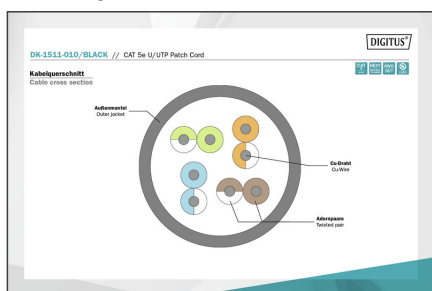 DIGITUS®
DK-1511-010/BLACK // CAT 5e U/UTP Patch Cord
Kabelquerschnitt
Cable cross section
Außenmantel
Outer jacket
Cu-Draht
Cu-Wire
Adernpaare
Twisted pair